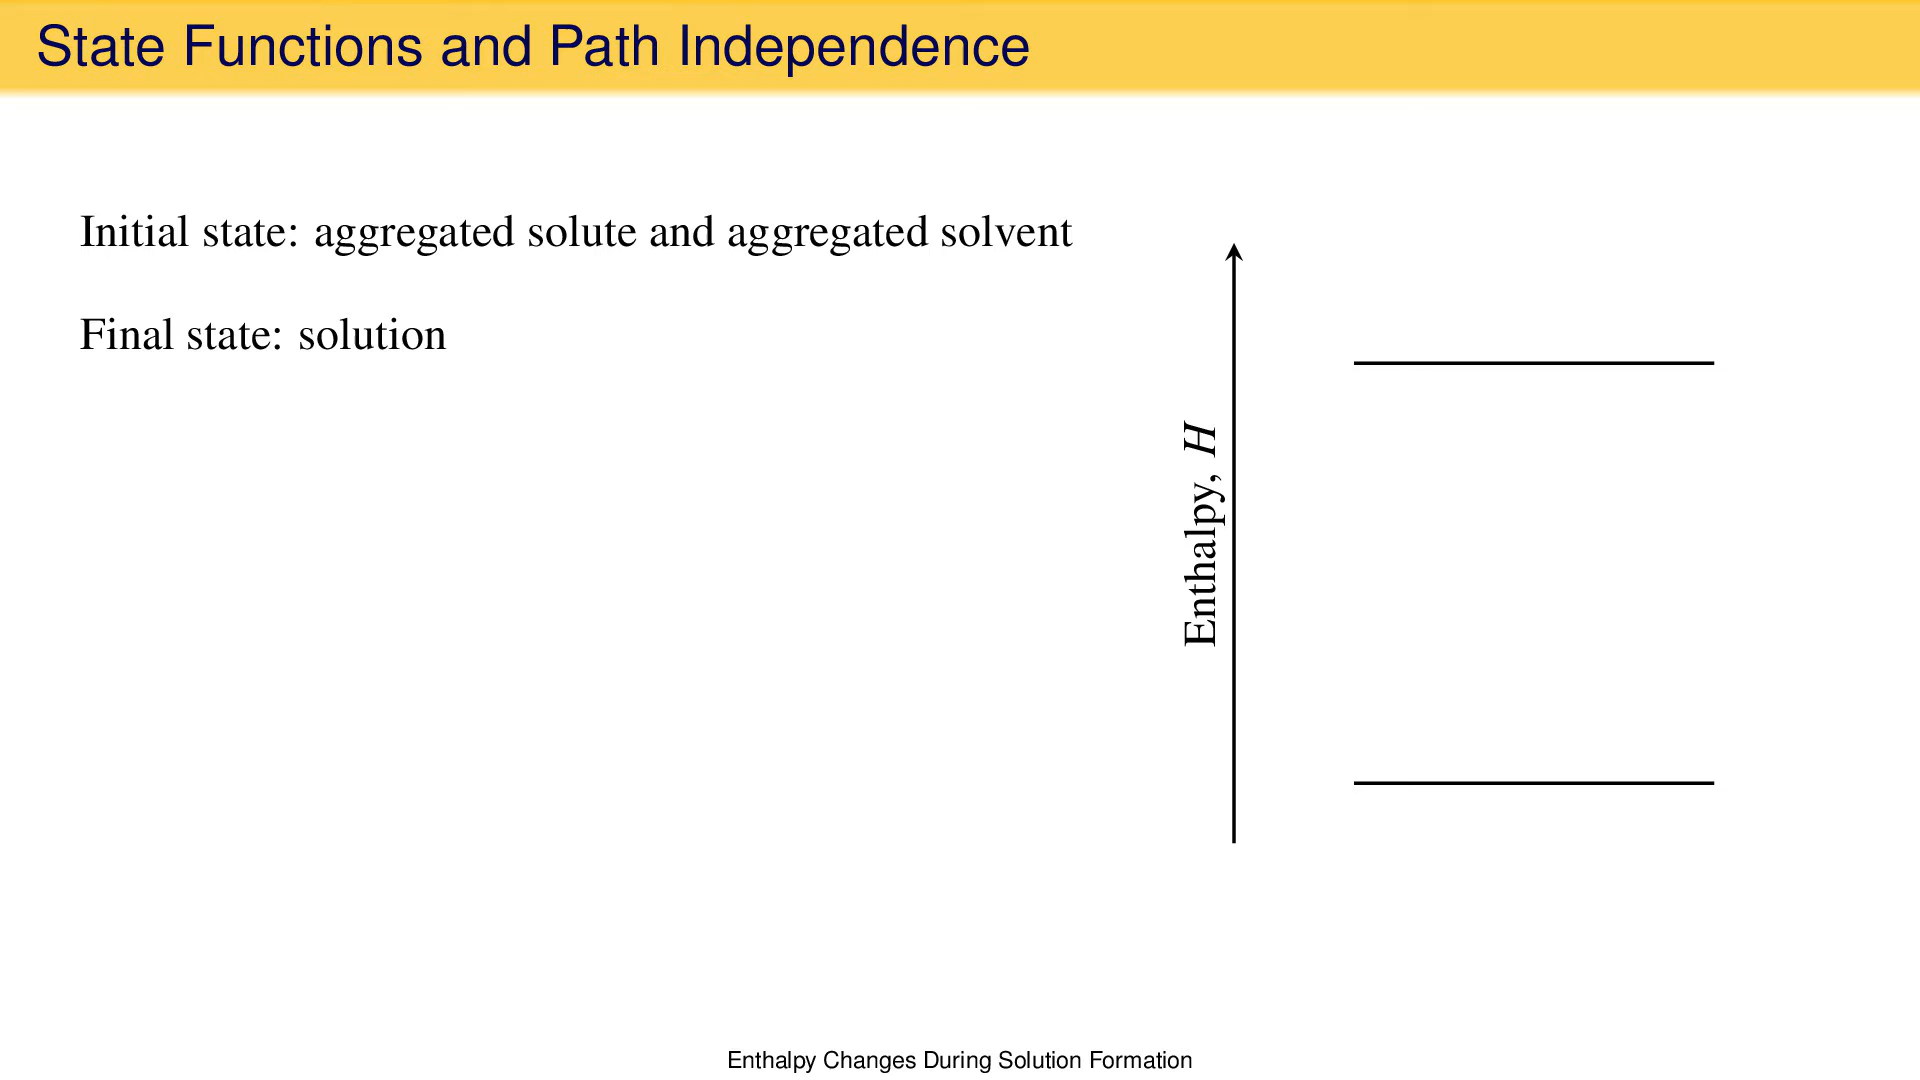 State Functions and Path Independence
Initial state: aggregated solute and aggregated solvent
Final state: solution
Enthalpy, H
Enthalpy Changes During Solution Formation